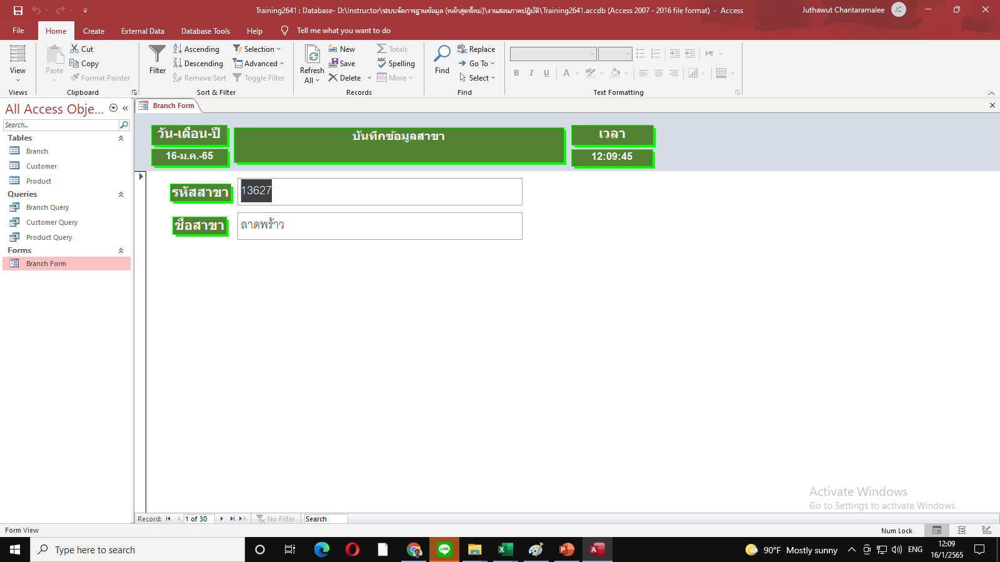 Training2641 : Database- D:\Instructor\ระบบจัดการฐานข้อมูล (หลักสูตรใหม่)\งานสอนภาคปฏิบัติ\Training2641.accdb (Access 2007 - 2016 file format) - Access
Juthawut Chantaramalee
JC
File
Home
Create
External Data
Database Tools
Help
Tell me what you want to do
View
Views
Paste
Cut
Copy
Format Painter
Clipboard
Filter
Ascending
Descending
Remove Sort
Selection
Advanced
Toggle Filter
Sort & Filter
Refresh
All
New
Save
Delete
Totals
Spelling
More
Records
Find
Replace
Go To
Select
Find
B I U A
Text Formatting
All Access Obje...
Search...
Tables
Branch
Customer
Product
Queries
Branch Query
Customer Query
Product Query
Forms
Branch Form
Branch Form
วัน-เดือน-ปี
16-ม.ค.-65
บันทึกข้อมูลสาขา
เวลา
12:09:45
รหัสสาขา
13627
ชื่อสาขา
ลาดพร้าว
Activate Windows
Go to Settings to activate Windows.
Record:
1 of 30
No Filter
Search
Form View
Num Lock
Type here to search
90°F Mostly sunny
ENG
12:09
16/1/2565